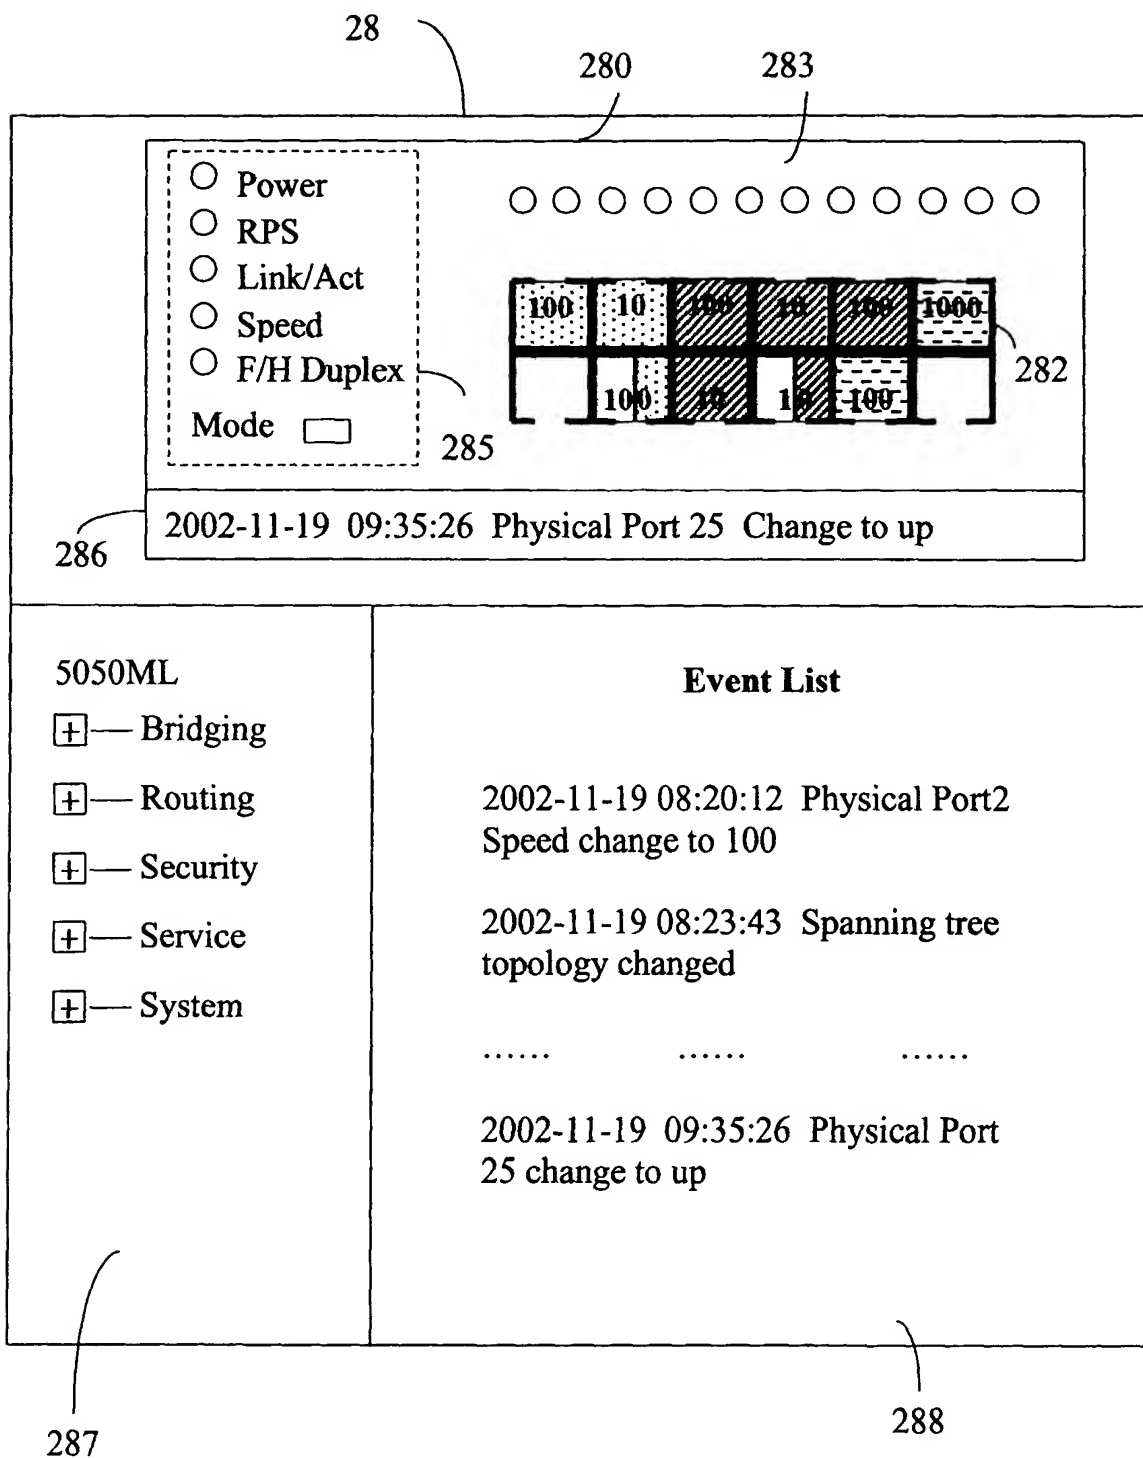 28
280
283
Power
RPS
Link/Act
Speed
F/H Duplex
Mode
285
100 10 100 10 100 1000
100 10 10 100
282
286
2002-11-19 09:35:26 Physical Port 25 Change to up
5050ML
+ Bridging
+ Routing
+ Security
+ Service
+ System
Event List
2002-11-19 08:20:12 Physical Port2
Speed change to 100
2002-11-19 08:23:43 Spanning tree
topology changed
...... ...... ......
2002-11-19 09:35:26 Physical Port
25 change to up
287
288